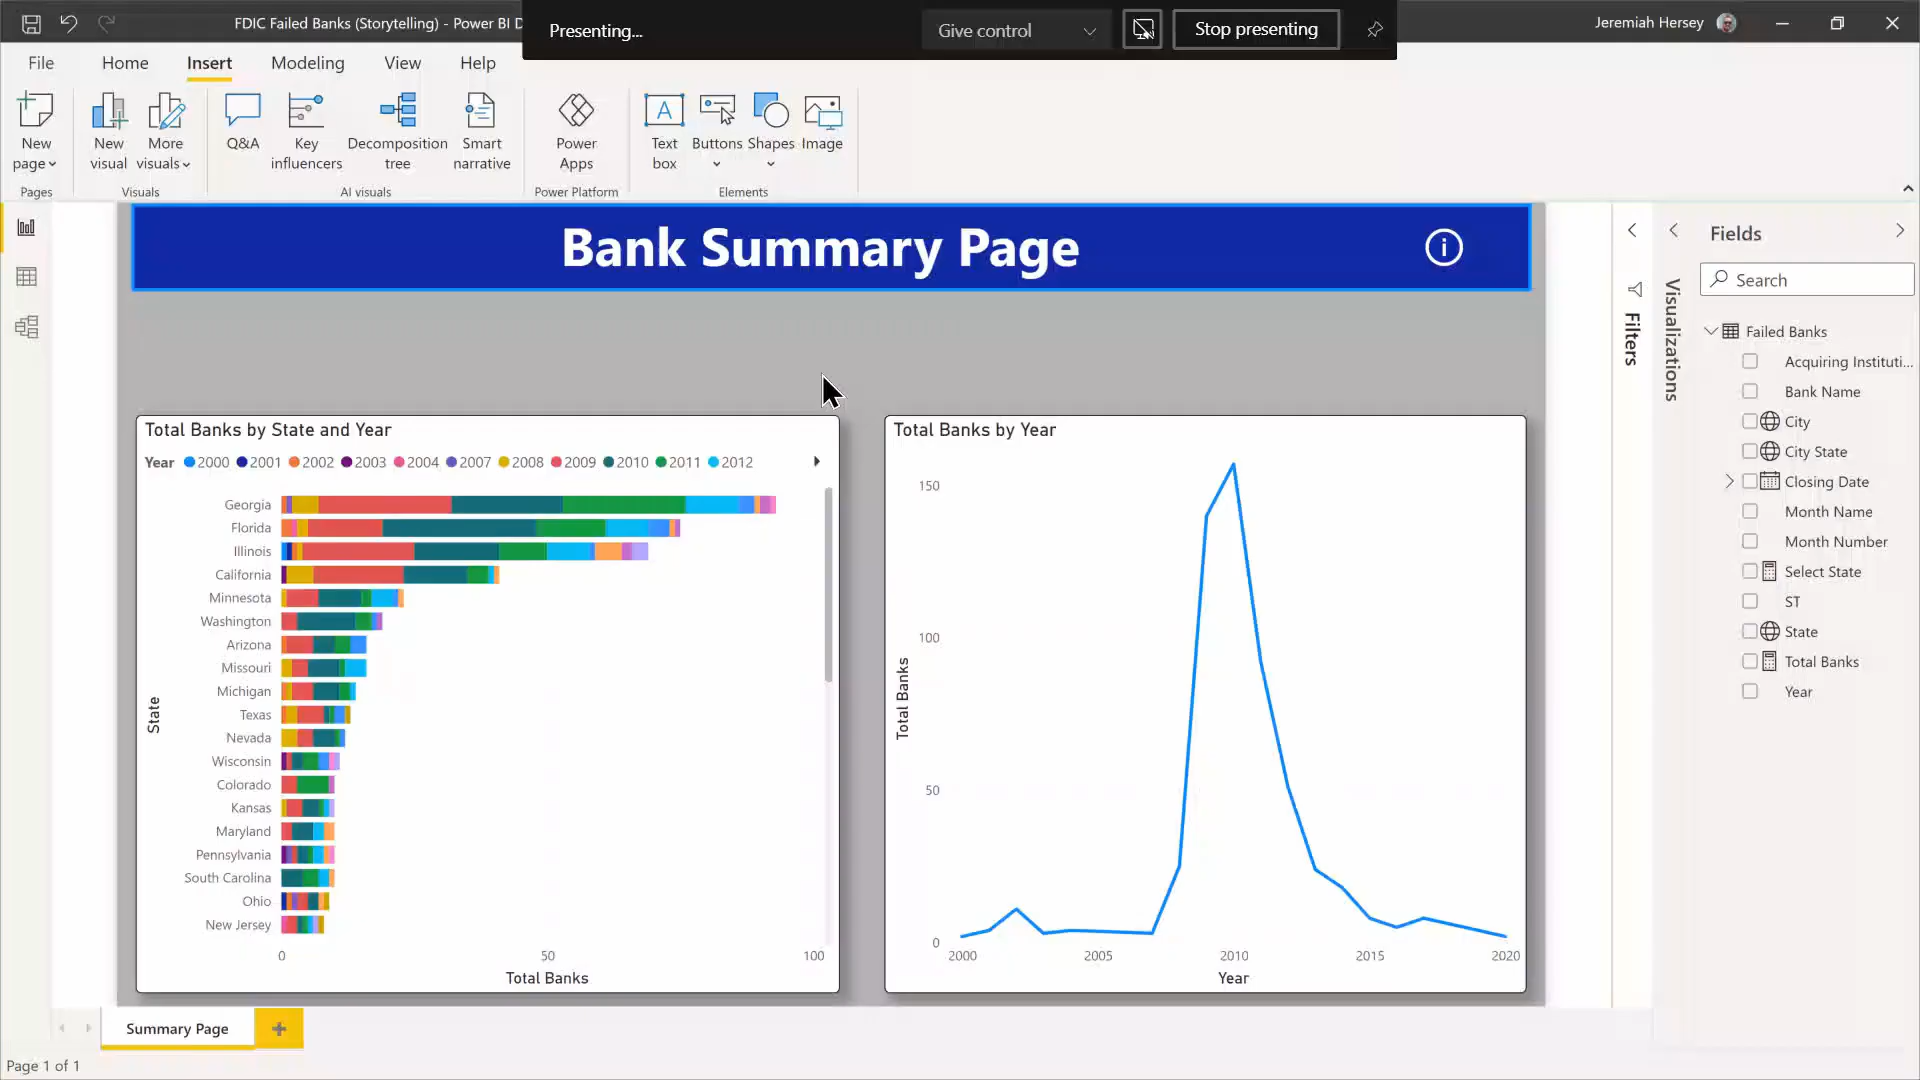 FDIC Failed Banks (Storytelling) - Power BI D
Presenting...
Give control
Stop presenting
Jeremiah Hersey
File
Home
Insert
Modeling
View
Help
New page
New visual
More visuals
Q&A
Key influencers
Decomposition tree
Smart narrative
Power Apps
Text box
Buttons
Shapes
Image
Pages
Visuals
AI visuals
Power Platform
Elements
Bank Summary Page
Total Banks by State and Year
Year 2000 2001 2002 2003 2004 2007 2008 2009 2010 2011 2012
State
Georgia
Florida
Illinois
California
Minnesota
Washington
Arizona
Missouri
Michigan
Texas
Nevada
Wisconsin
Colorado
Kansas
Maryland
Pennsylvania
South Carolina
Ohio
New Jersey
0 50 100
Total Banks
Total Banks by Year
Total Banks
150
100
50
0
2000 2005 2010 2015 2020
Year
Filters
Visualizations
Fields
Search
Failed Banks
Acquiring Instituti...
Bank Name
City
City State
Closing Date
Month Name
Month Number
Select State
ST
State
Total Banks
Year
Summary Page
Page 1 of 1